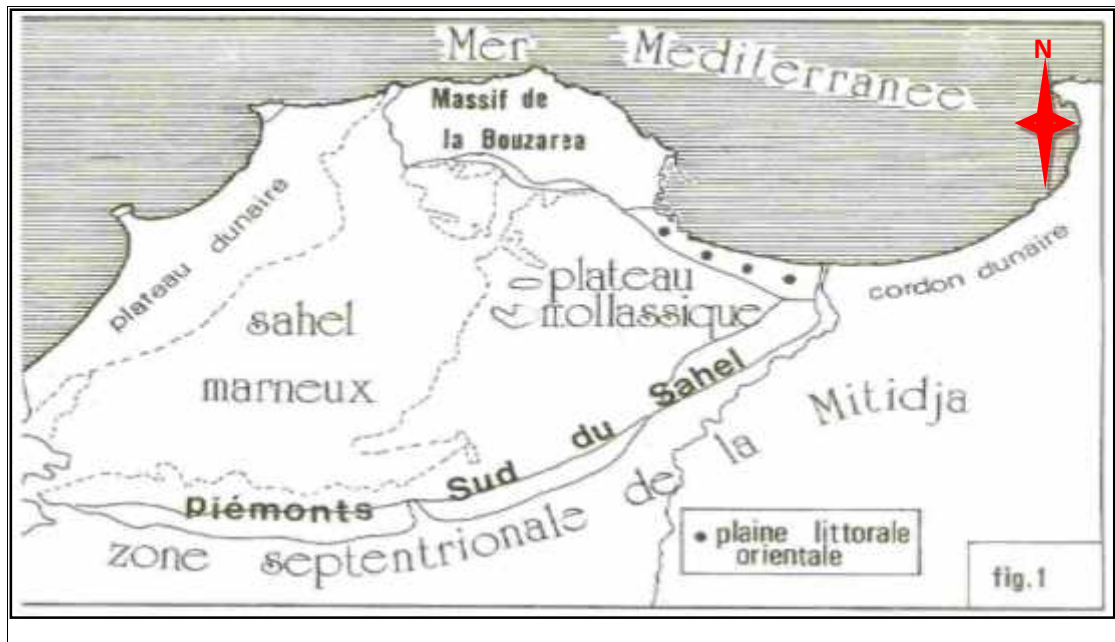 Mer Mediterranee
N
Massif de
la Bouzarea
plateau dunaire
cordon dunaire
plateau
mollassique
sahel
marneux
Piémonts Sud du Sahel
zone septentrionale de la Mitidja
• plaine littorale
orientale
fig.1